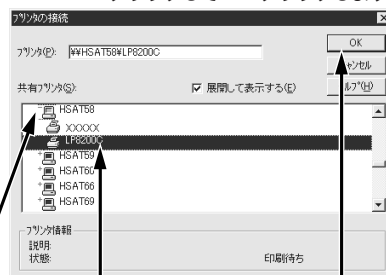 プリンタの接続
プリンタ(P): ¥¥HSAT58¥LP8200C
OK
ャンセル
共有プリンタ(S):
展開して表示する(E)
ルプ(H)
HSAT58
XXXXX
LP8200C
HSAT59
HSAT60
HSAT66
HSAT69
プリンタ情報
説明:
状態: 印刷待ち